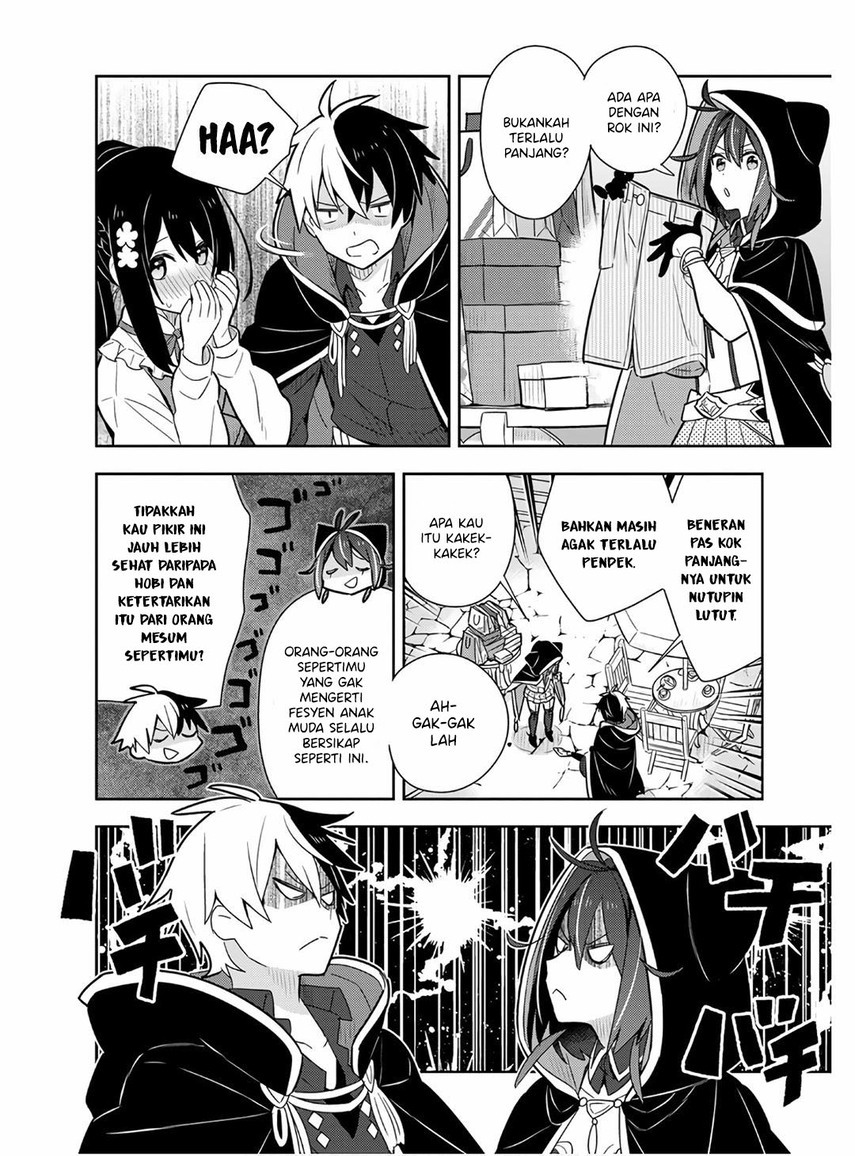 ADA APA
DENGAN
ROK INI?
BUKANKAH
TERLALU
PANJANG?
HAA?
BENERAN
PAS KOK
PANJANG-
NYA UNTUK
NUTUPIN
LUTUT.
BAHKAN MASIH
AGAK TERLALU
PENDEK.
APA KAU
ITU KAKEK-
KAKEK?
AH-
GAK-GAK
LAH
ORANG-ORANG
SEPERTIMU
YANG GAK
MENGERTI
FESYEN ANAK
MUDA SELALU
BERSIKAP
SEPERTI INI.
TIDAKKAH
KAU PIKIR INI
JAUH LEBIH
SEHAT DARIPADA
HOBI DAN
KETERTARIKAN
ITU DARI ORANG
MESUM
SEPERTIMU?
ゴゴゴゴゴゴ
バチ
バチ
バチ